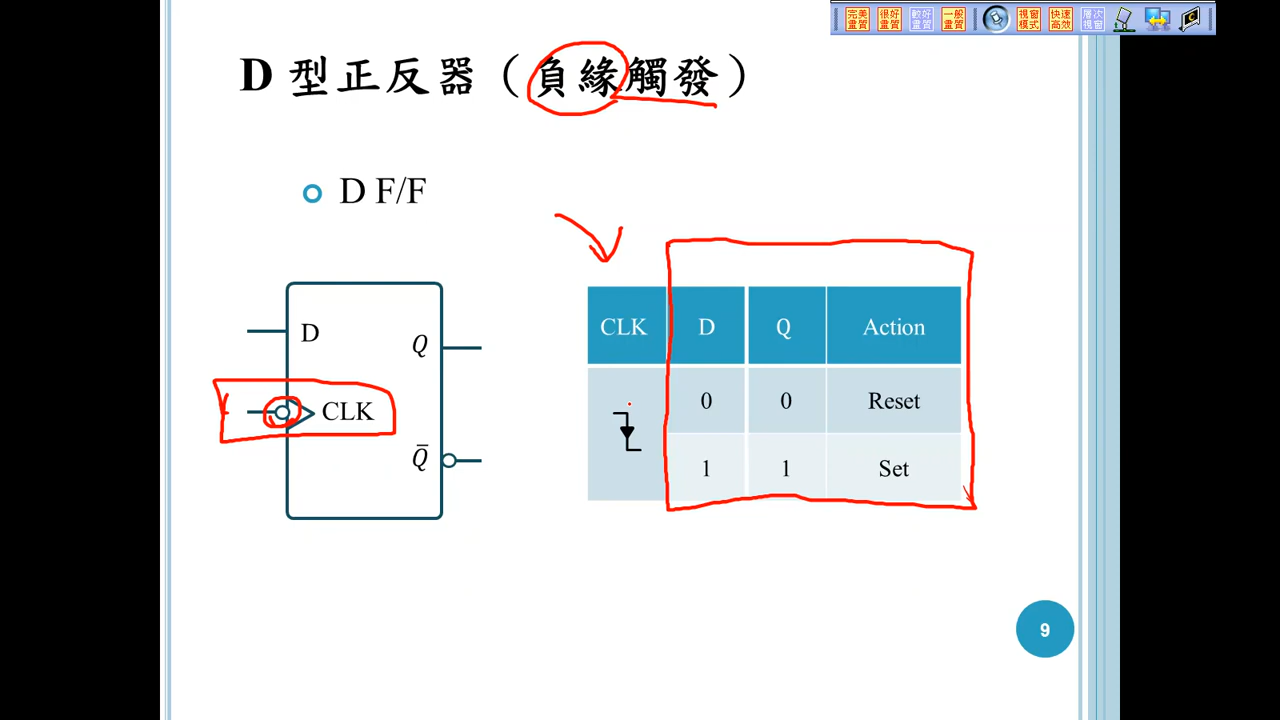 完美畫質 很好畫質 軟好畫質 一般畫質 視窗模式 快速高效 層次視窗
D 型正反器（負緣觸發）
D F/F
D
Q
CLK
Q̅
CLK D Q Action
0 0 Reset
1 1 Set
9